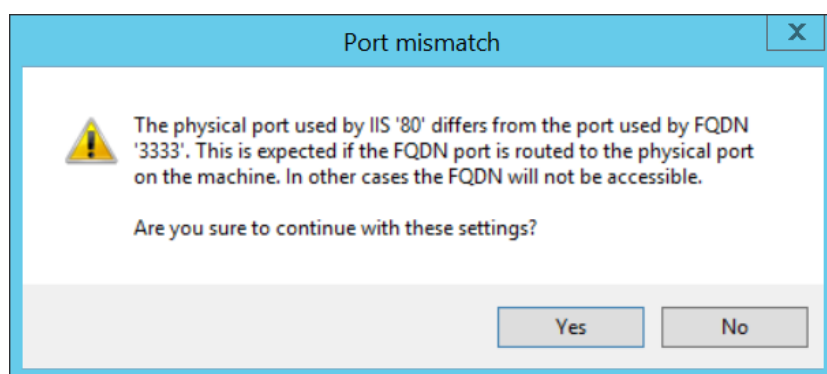 Port mismatch
X
The physical port used by IIS '80' differs from the port used by FQDN
'3333'. This is expected if the FQDN port is routed to the physical port
on the machine. In other cases the FQDN will not be accessible.
Are you sure to continue with these settings?
Yes
No